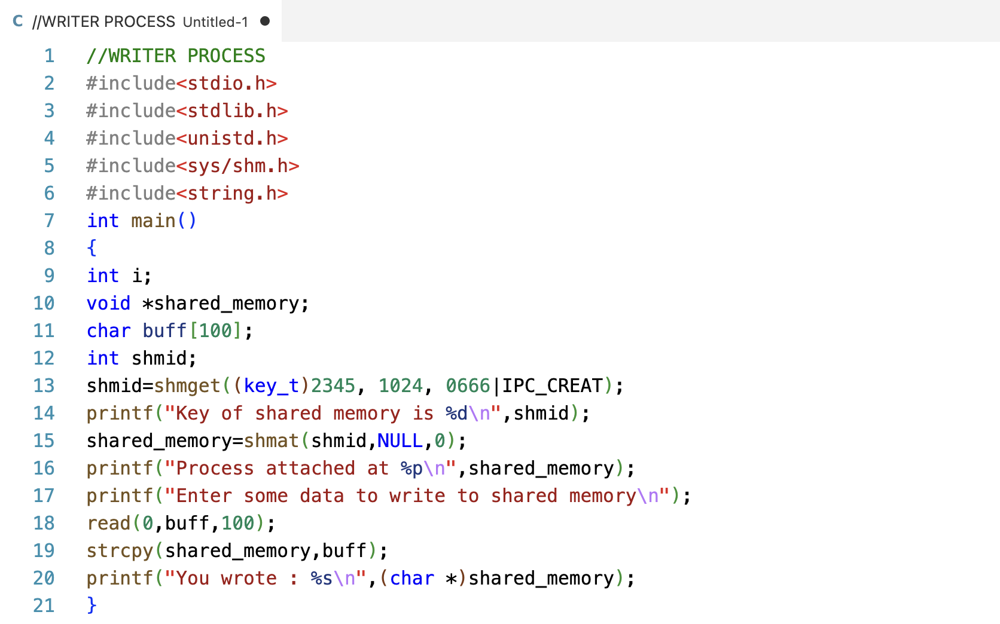 C //WRITER PROCESS Untitled-1 ●
1 //WRITER PROCESS
2 #include<stdio.h>
3 #include<stdlib.h>
4 #include<unistd.h>
5 #include<sys/shm.h>
6 #include<string.h>
7 int main()
8 {
9 int i;
10 void *shared_memory;
11 char buff[100];
12 int shmid;
13 shmid=shmget((key_t)2345, 1024, 0666|IPC_CREAT);
14 printf("Key of shared memory is %d\n",shmid);
15 shared_memory=shmat(shmid,NULL,0);
16 printf("Process attached at %p\n",shared_memory);
17 printf("Enter some data to write to shared memory\n");
18 read(0,buff,100);
19 strcpy(shared_memory,buff);
20 printf("You wrote : %s\n",(char *)shared_memory);
21 }